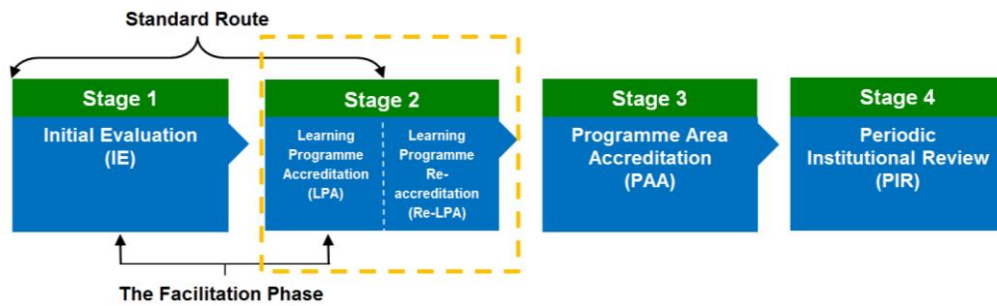 Standard Route
Stage 1
Initial Evaluation
(IE)
Stage 2
Learning
Programme
Accreditation
(LPA)
Learning
Programme
Re-
accreditation
(Re-LPA)
Stage 3
Programme Area
Accreditation
(PAA)
Stage 4
Periodic
Institutional Review
(PIR)
The Facilitation Phase